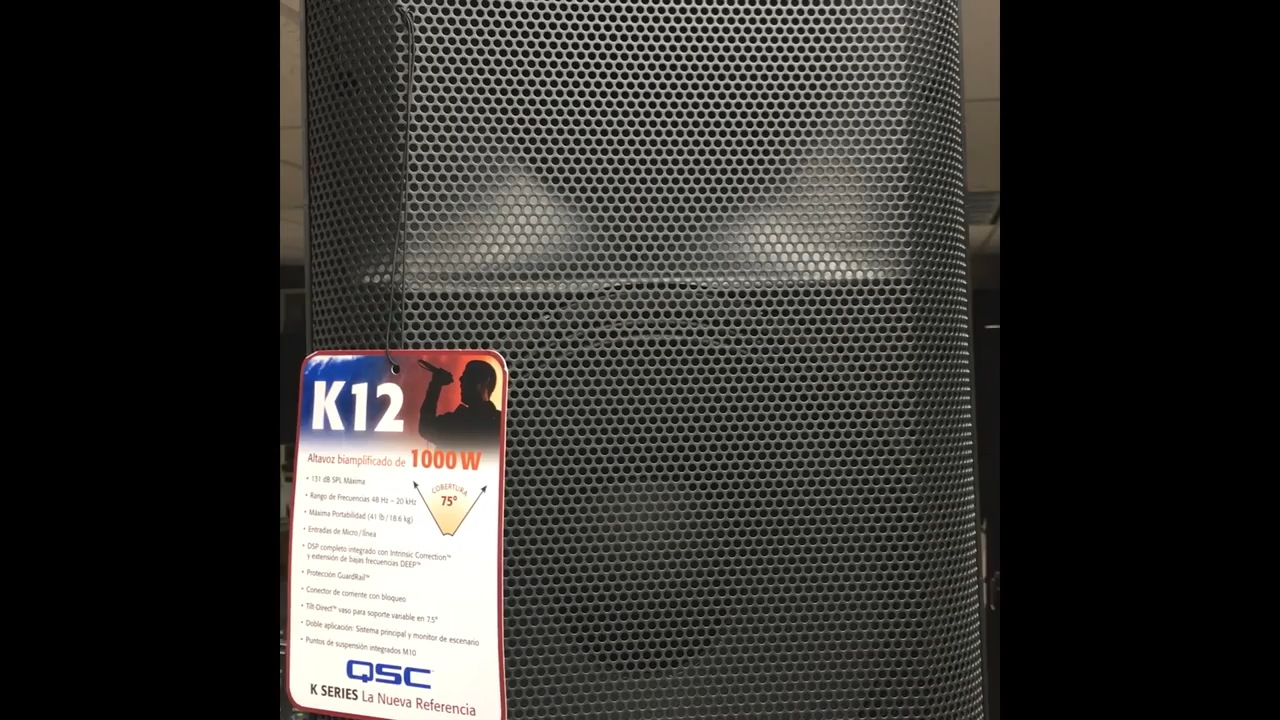 K12
Altavoz biamplificado de 1000 W
• 131 dB SPL Máxima
• Rango de Frecuencias 48 Hz – 20 kHz
COBERTURA
75°
• Máxima Portabilidad (41 lb / 18.6 kg)
• Entradas de Micro / línea
• DSP completo integrado con Intrinsic Correction™
y extensión de bajas frecuencias DEEP™
• Protección GuardRail™
• Conector de corriente con bloqueo
• Tilt-Direct™ vaso para soporte variable en 7.5°
• Doble aplicación: Sistema principal y monitor de escenario
• Puntos de suspensión integrados M10
QSC
K SERIES La Nueva Referencia